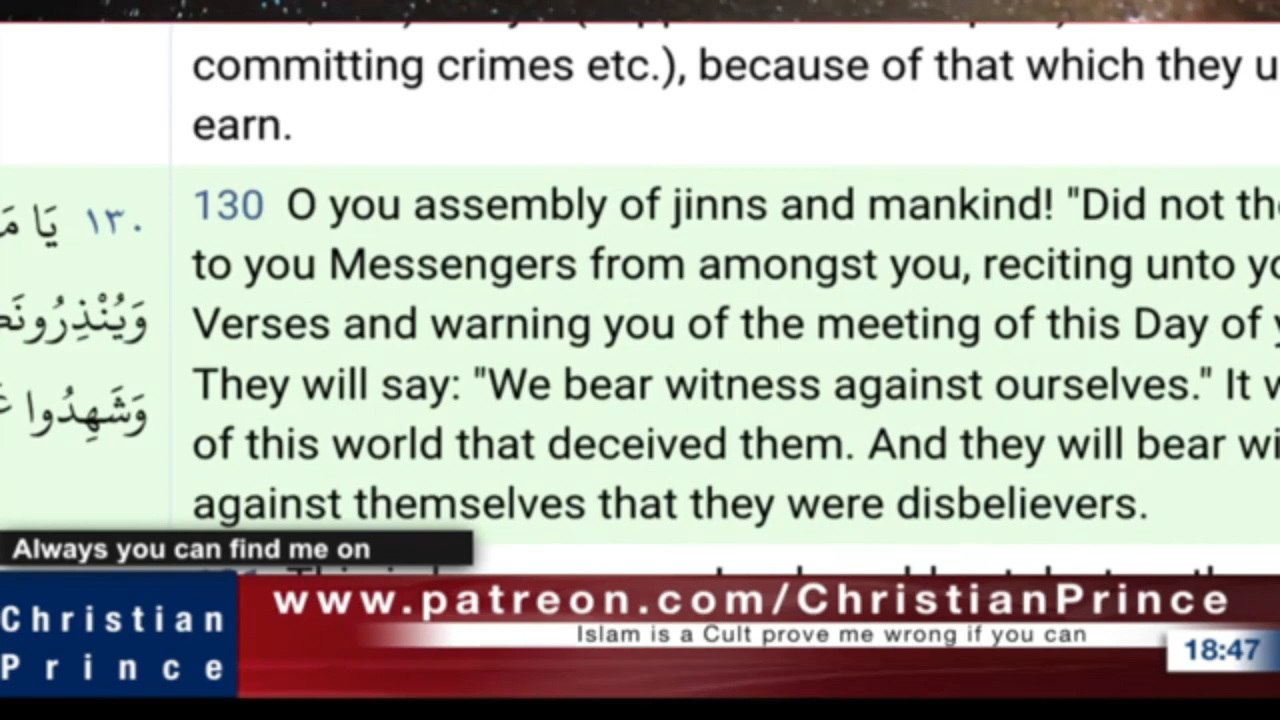 committing crimes etc.), because of that which they u
earn.
130 O you assembly of jinns and mankind! "Did not the
to you Messengers from amongst you, reciting unto yo
Verses and warning you of the meeting of this Day of y
They will say: "We bear witness against ourselves." It w
of this world that deceived them. And they will bear wi
against themselves that they were disbelievers.
١٣٠ يَا مَ
وَيُنْذِرُونَ
وَشَهِدُوا عَ
Always you can find me on
Christian
Prince
www.patreon.com/ChristianPrince
Islam is a Cult prove me wrong if you can
18:47